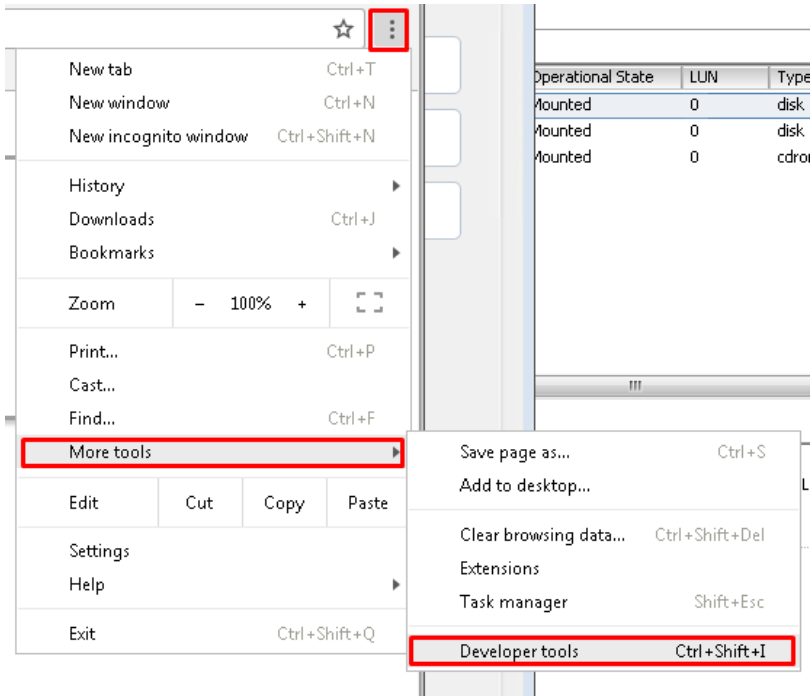 New tab Ctrl+T
New window Ctrl+N
New incognito window Ctrl+Shift+N
History
Downloads Ctrl+J
Bookmarks
Zoom − 100% +
Print... Ctrl+P
Cast...
Find... Ctrl+F
More tools
Edit Cut Copy Paste
Settings
Help
Exit Ctrl+Shift+Q
Save page as... Ctrl+S
Add to desktop...
Clear browsing data... Ctrl+Shift+Del
Extensions
Task manager Shift+Esc
Developer tools Ctrl+Shift+I
Operational State LUN Type
Mounted 0 disk
Mounted 0 disk
Mounted 0 cdro
L